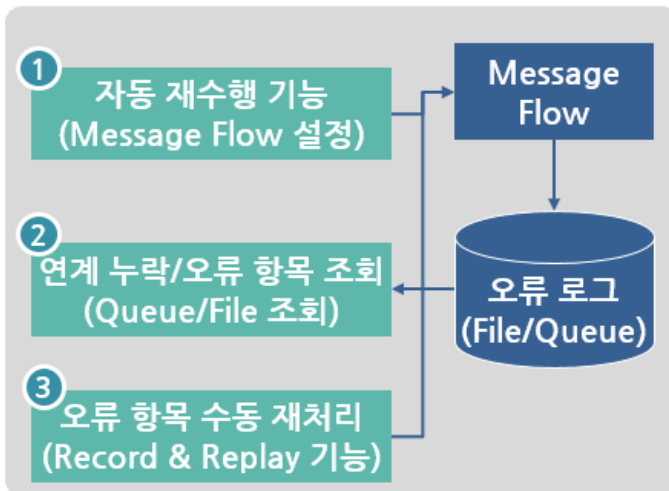 1
자동 재수행 기능
(Message Flow 설정)
Message
Flow
2
연계 누락/오류 항목 조회
(Queue/File 조회)
오류 로그
(File/Queue)
3
오류 항목 수동 재처리
(Record & Replay 기능)